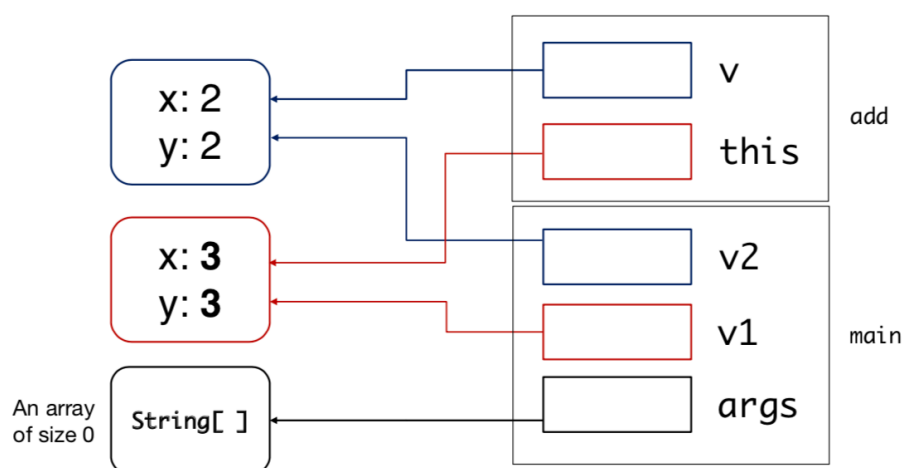 x: 2
y: 2
v
this
add
x: 3
y: 3
v2
v1
args
main
An array
of size 0
String[ ]